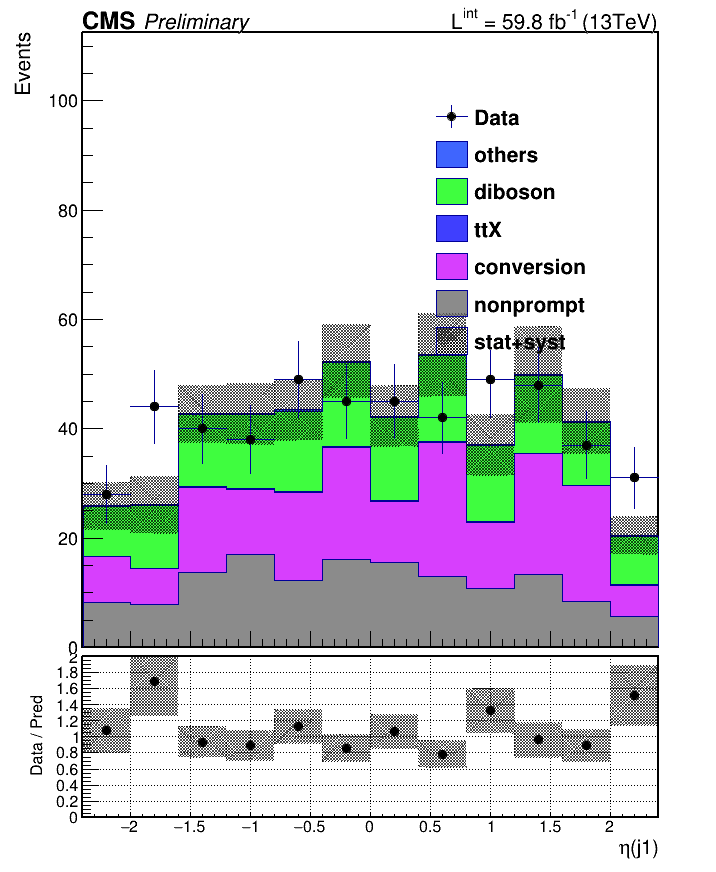 CMS Preliminary L^int = 59.8 fb^-1 (13TeV)
Events
100
80
60
40
20
0
Data
others
diboson
ttX
conversion
nonprompt
stat+syst
Data / Pred
2
1.8
1.6
1.4
1.2
1
0.8
0.6
0.4
0.2
0
−2 −1.5 −1 −0.5 0 0.5 1 1.5 2
η(j1)